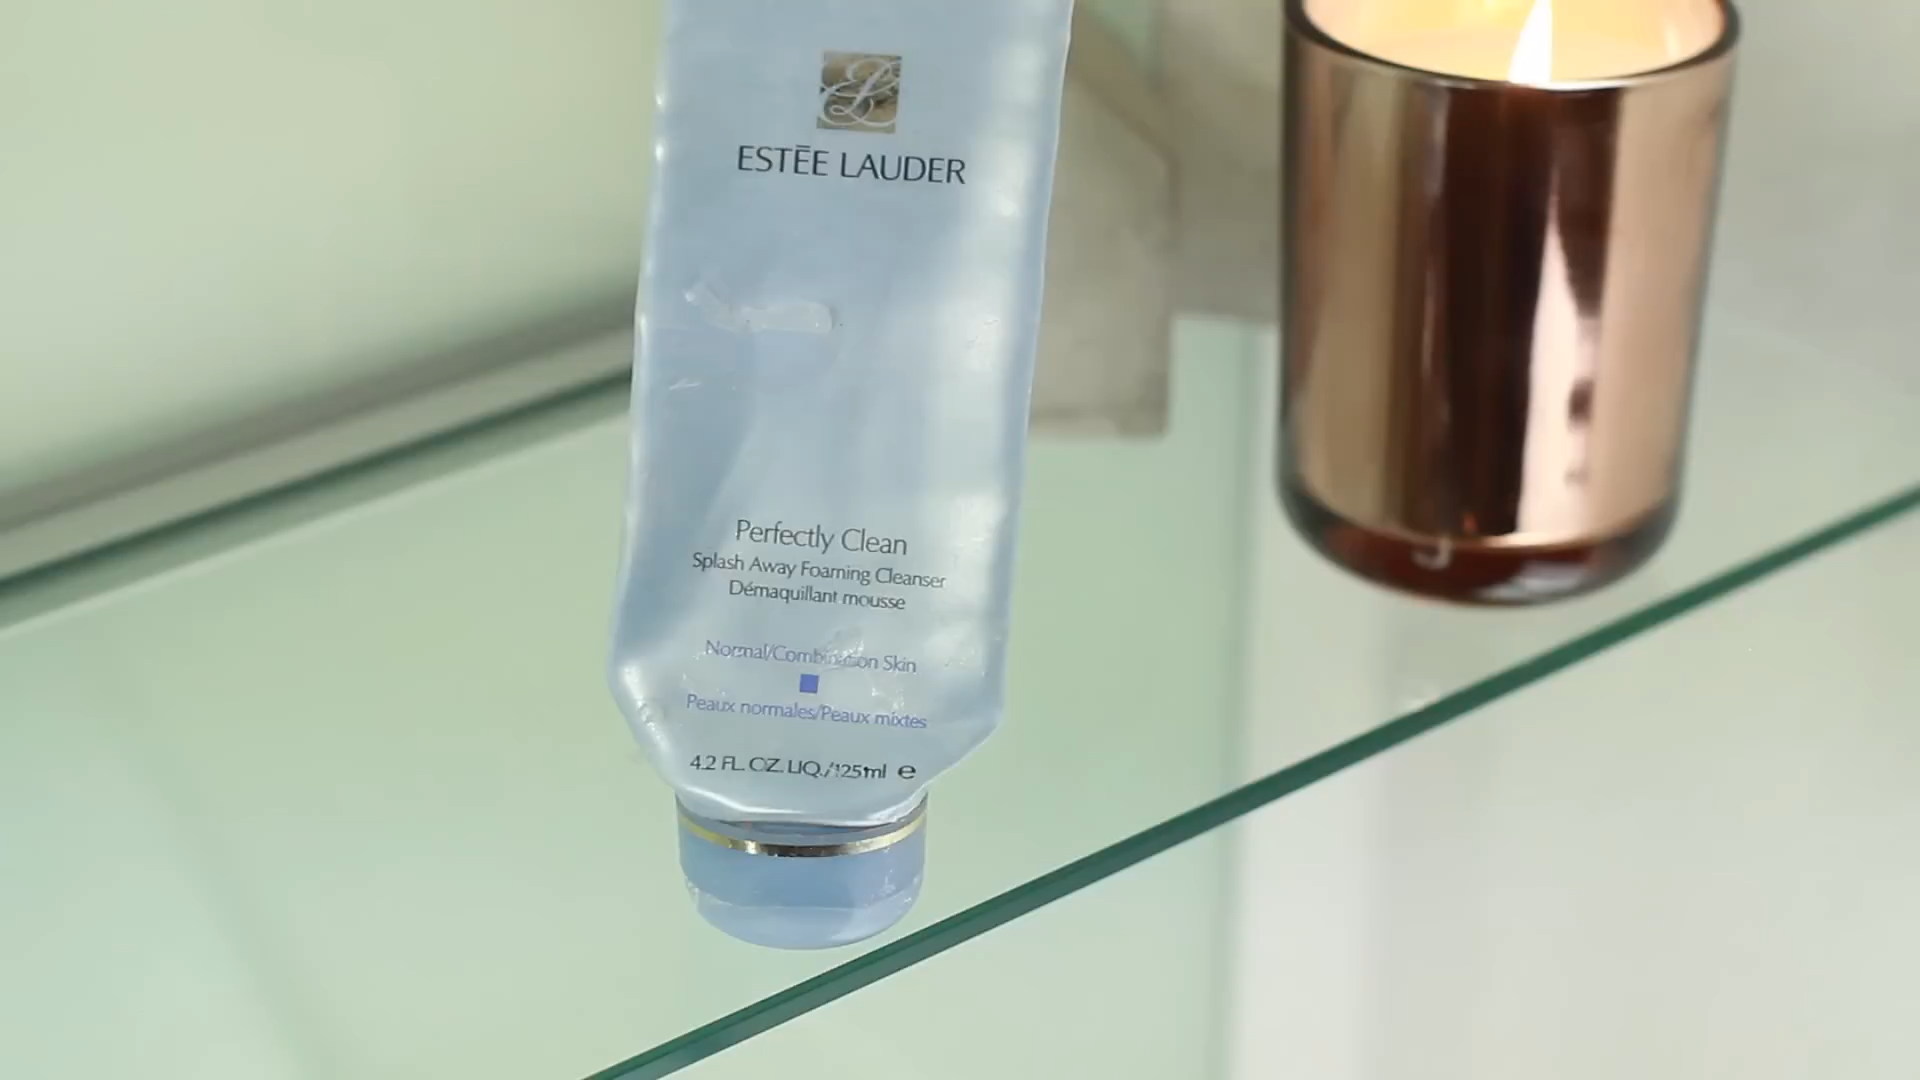 EL
ESTĒE LAUDER
Perfectly Clean
Splash Away Foaming Cleanser
Démaquillant mousse
Normal/Combination Skin
Peaux normales/Peaux mixtes
4.2 FL. OZ. LIQ./125ml e